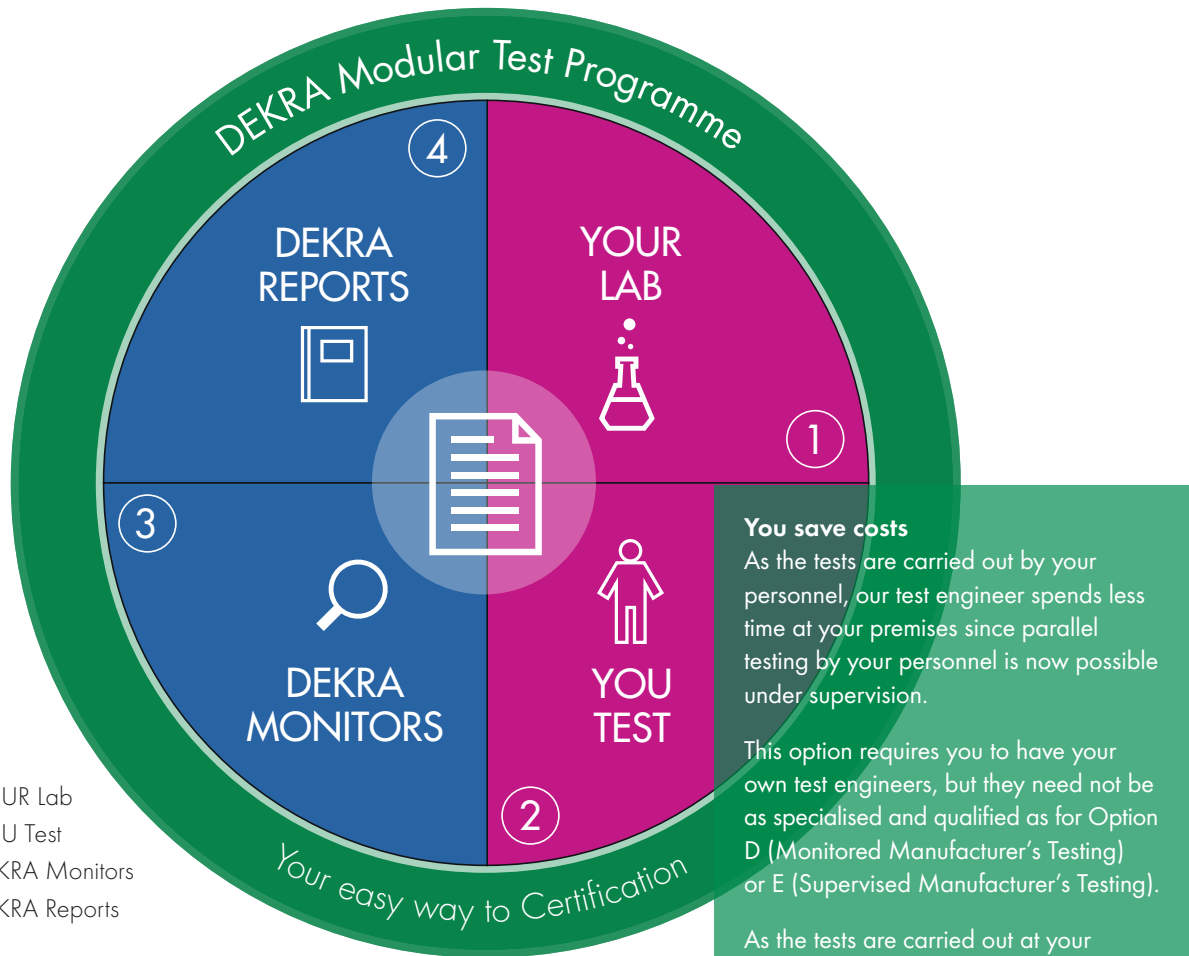 DEKRA Modular Test Programme
4
DEKRA
REPORTS
YOUR
LAB
1
3
DEKRA
MONITORS
YOU
TEST
2
Your easy way to Certification
UR Lab
U Test
KRA Monitors
KRA Reports
You save costs
As the tests are carried out by your
personnel, our test engineer spends less
time at your premises since parallel
testing by your personnel is now possible
under supervision.
This option requires you to have your
own test engineers, but they need not be
as specialised and qualified as for Option
D (Monitored Manufacturer's Testing)
or E (Supervised Manufacturer's Testing).
As the tests are carried out at your